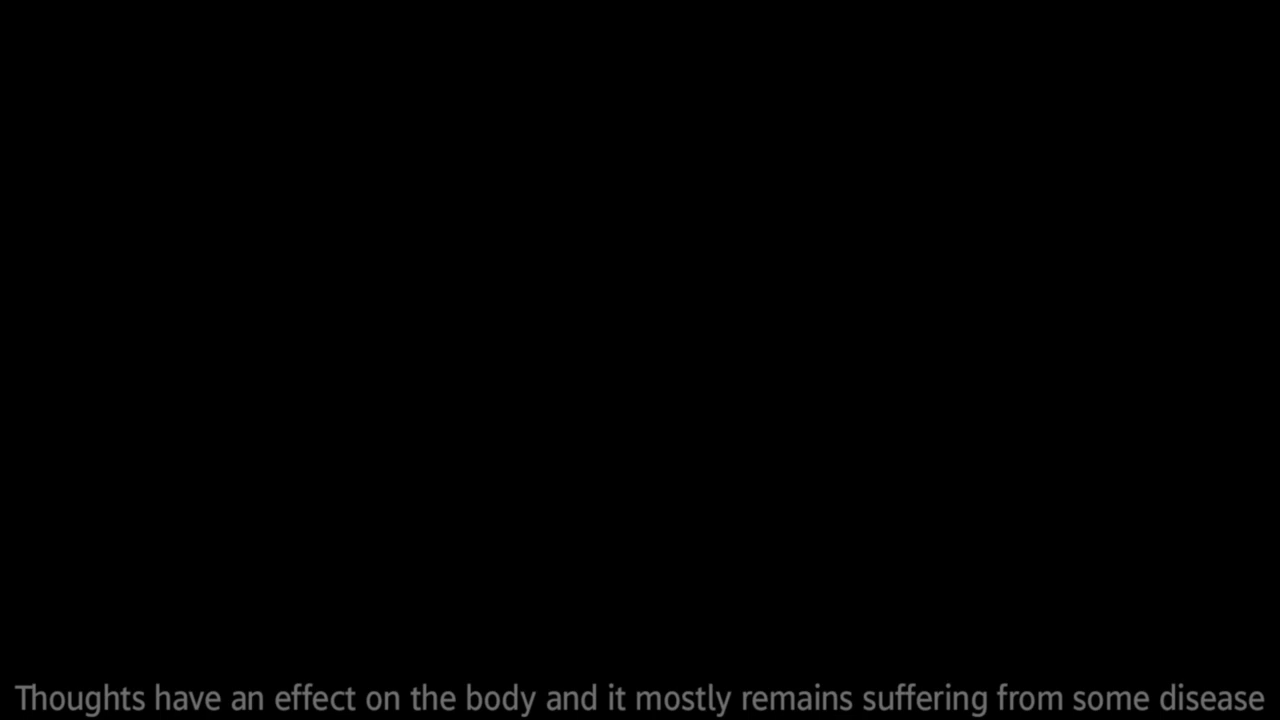 Thoughts have an effect on the body and it mostly remains suffering from some disease